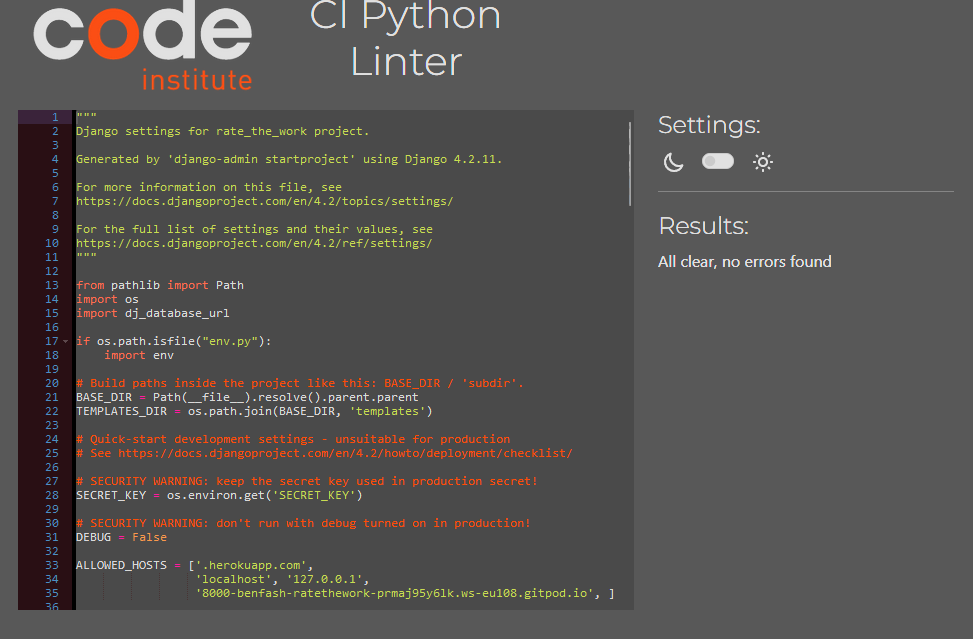 code
institute
CI Python
Linter
1 """
2 Django settings for rate_the_work project.
3
4 Generated by 'django-admin startproject' using Django 4.2.11.
5
6 For more information on this file, see
7 https://docs.djangoproject.com/en/4.2/topics/settings/
8
9 For the full list of settings and their values, see
10 https://docs.djangoproject.com/en/4.2/ref/settings/
11 """
12
13 from pathlib import Path
14 import os
15 import dj_database_url
16
17 if os.path.isfile("env.py"):
18     import env
19
20 # Build paths inside the project like this: BASE_DIR / 'subdir'.
21 BASE_DIR = Path(__file__).resolve().parent.parent
22 TEMPLATES_DIR = os.path.join(BASE_DIR, 'templates')
23
24 # Quick-start development settings - unsuitable for production
25 # See https://docs.djangoproject.com/en/4.2/howto/deployment/checklist/
26
27 # SECURITY WARNING: keep the secret key used in production secret!
28 SECRET_KEY = os.environ.get('SECRET_KEY')
29
30 # SECURITY WARNING: don't run with debug turned on in production!
31 DEBUG = False
32
33 ALLOWED_HOSTS = ['.herokuapp.com',
34                  'localhost', '127.0.0.1',
35                  '8000-benfash-ratethework-prmaj95y6lk.ws-eu108.gitpod.io', ]
36
Settings:
Results:
All clear, no errors found